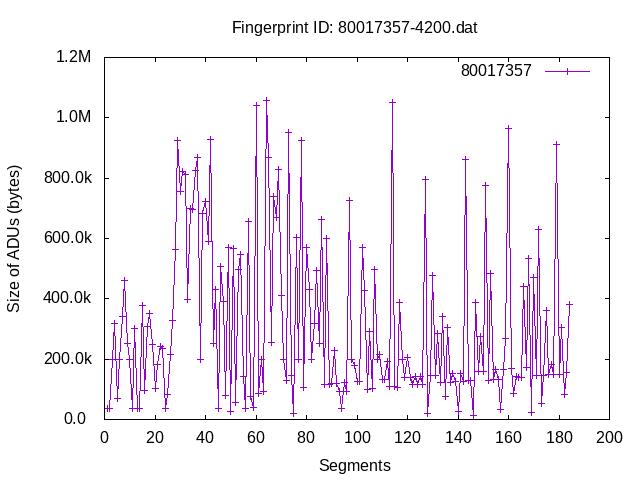 Fingerprint ID: 80017357-4200.dat
1.2M
80017357
1.0M
800.0k
600.0k
400.0k
200.0k
0.0
Size of ADUs (bytes)
0 20 40 60 80 100 120 140 160 180 200
Segments